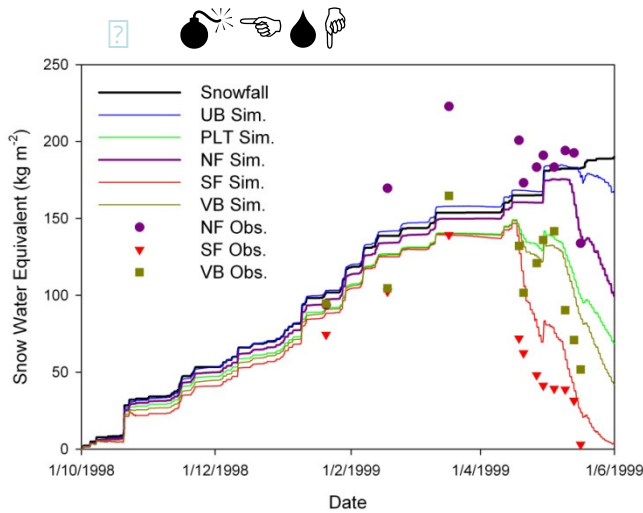 💣☜💧☟
250
200
150
100
50
0
Snow Water Equivalent (kg m⁻²)
Snowfall
UB Sim.
PLT Sim.
NF Sim.
SF Sim.
VB Sim.
NF Obs.
SF Obs.
VB Obs.
1/10/1998 1/12/1998 1/2/1999 1/4/1999 1/6/1999
Date